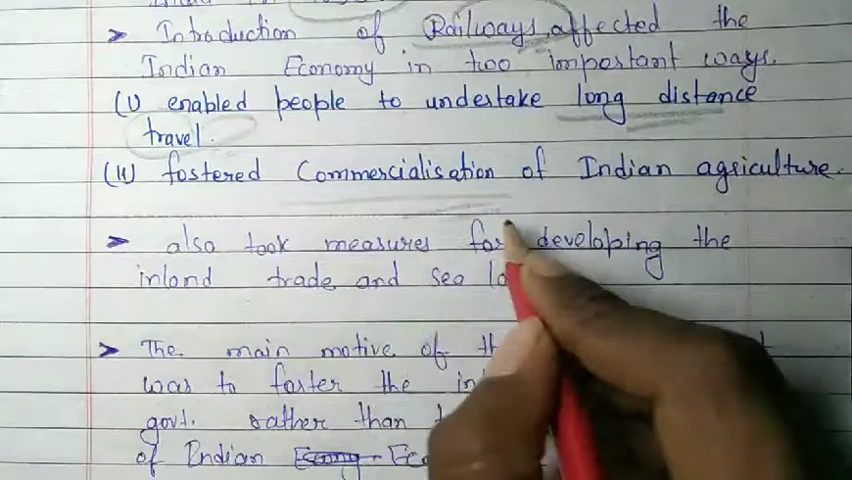 > Introduction of Railways affected the
Indian Economy in two important ways.
(i) enabled people to undertake long distance
travel.
(ii) fostered Commercialisation of Indian agriculture.
> also took measures for developing the
inland trade and sea
> The main motive of
was to foster the
govt. rather than
of Indian